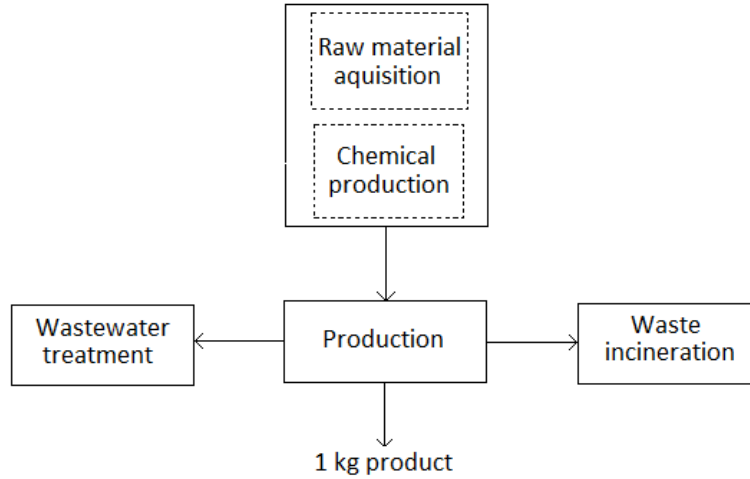 Raw material
aquisition
Chemical
production
Wastewater
treatment
Production
Waste
incineration
1 kg product